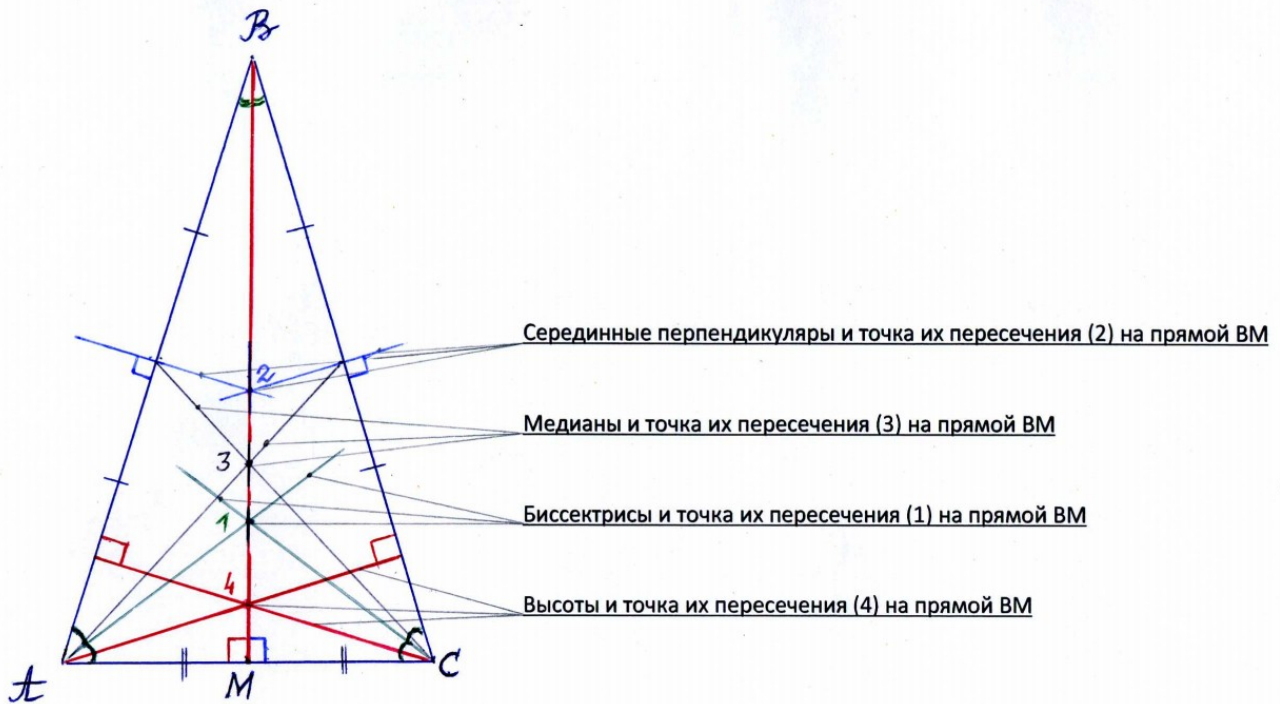 B
Серединные перпендикуляры и точка их пересечения (2) на прямой ВМ
2
Медианы и точка их пересечения (3) на прямой ВМ
3
Биссектрисы и точка их пересечения (1) на прямой ВМ
1
4
Высоты и точка их пересечения (4) на прямой ВМ
A
M
C